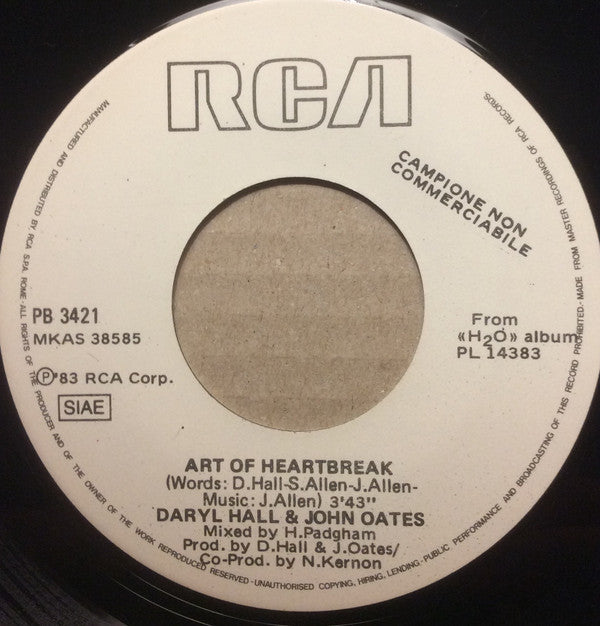 RCA
CAMPIONE NON
COMMERCIABILE
PB 3421
MKAS 38585
Ⓟ'83 RCA Corp.
SIAE
From
«H₂O» album
PL 14383
ART OF HEARTBREAK
(Words: D.Hall-S.Allen-J.Allen-
Music: J.Allen) 3'43''
DARYL HALL & JOHN OATES
Mixed by H.Padgham
Prod. by D.Hall & J.Oates/
Co-Prod. by N.Kernon
MANUFACTURED AND DISTRIBUTED BY RCA S.P.A. ROME-ALL RIGHTS OF THE PRODUCER AND OF THE OWNER OF THE WORK REPRODUCED RESERVED-UNAUTHORISED COPYING, HIRING, LENDING-PUBLIC PERFORMANCE AND BROADCASTING OF THIS RECORD PROHIBITED-MADE FROM MASTER RECORDINGS OF RCA RECORDS.